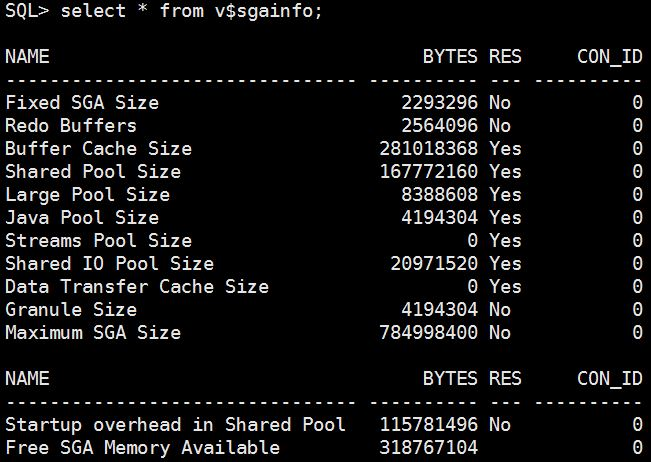 SQL> select * from v$sgainfo;
NAME                                  BYTES RES     CON_ID
-------------------------------- ---------- --- ----------
Fixed SGA Size                      2293296 No           0
Redo Buffers                        2564096 No           0
Buffer Cache Size                 281018368 Yes          0
Shared Pool Size                  167772160 Yes          0
Large Pool Size                     8388608 Yes          0
Java Pool Size                      4194304 Yes          0
Streams Pool Size                         0 Yes          0
Shared IO Pool Size                20971520 Yes          0
Data Transfer Cache Size                  0 Yes          0
Granule Size                        4194304 No           0
Maximum SGA Size                  784998400 No           0
NAME                                  BYTES RES     CON_ID
-------------------------------- ---------- --- ----------
Startup overhead in Shared Pool   115781496 No           0
Free SGA Memory Available         318767104              0